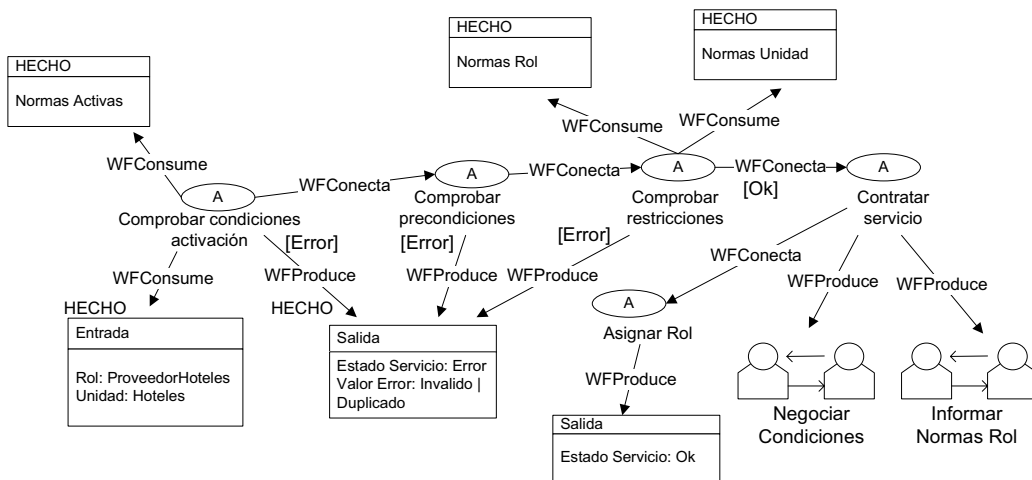 HECHO
Normas Activas
HECHO
Normas Rol
HECHO
Normas Unidad
WFConsume
WFConsume
WFConsume
A
Comprobar condiciones
activación
WFConecta
A
Comprobar
precondiciones
WFConecta
A
Comprobar
restricciones
WFConecta
[Ok]
A
Contratar
servicio
[Error]
[Error]
[Error]
WFConsume
WFProduce
WFProduce
WFProduce
WFConecta
WFProduce
WFProduce
HECHO
Entrada
Rol: ProveedorHoteles
Unidad: Hoteles
HECHO
Salida
Estado Servicio: Error
Valor Error: Invalido |
Duplicado
A
Asignar Rol
WFProduce
Salida
Estado Servicio: Ok
Negociar
Condiciones
Informar
Normas Rol